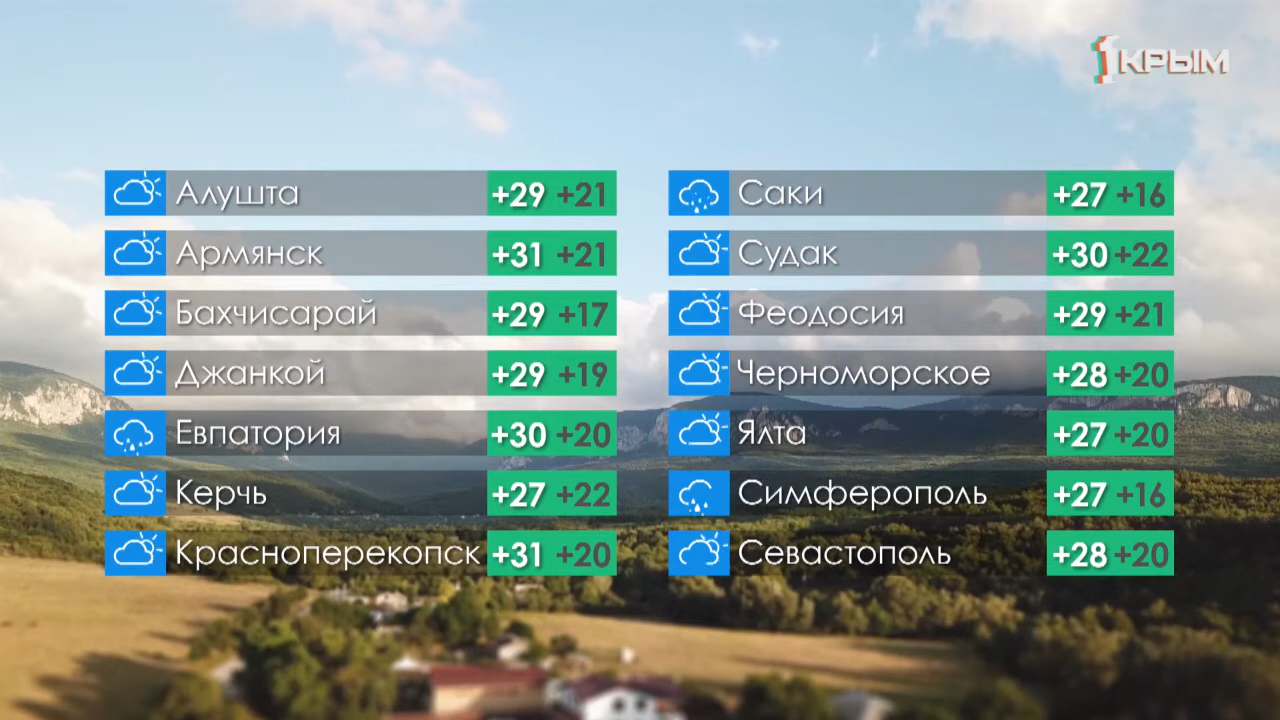 1КРЫМ
Алушта +29 +21
Армянск +31 +21
Бахчисарай +29 +17
Джанкой +29 +19
Евпатория +30 +20
Керчь +27 +22
Красноперекопск +31 +20
Саки +27 +16
Судак +30 +22
Феодосия +29 +21
Черноморское +28 +20
Ялта +27 +20
Симферополь +27 +16
Севастополь +28 +20